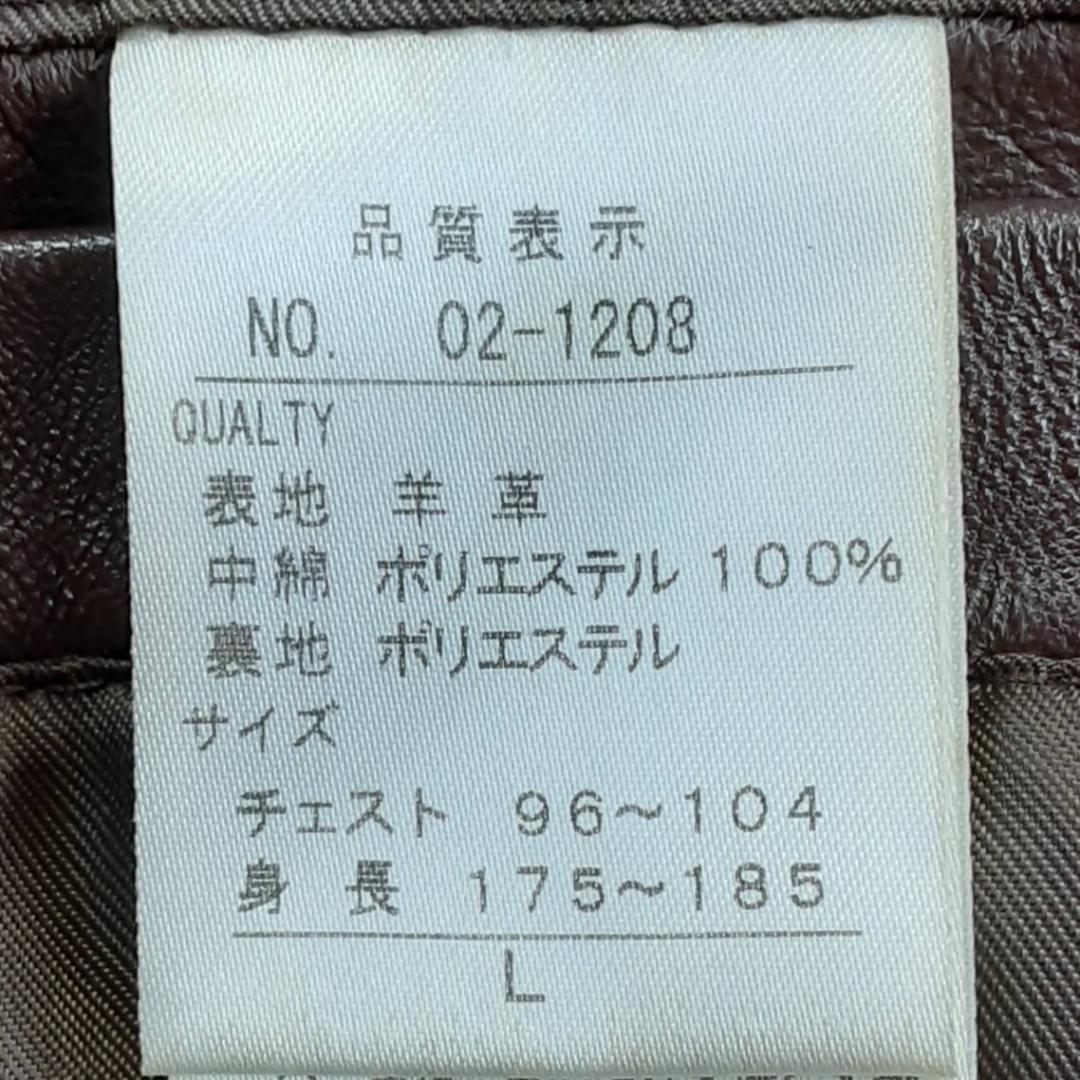 品質表示
NO. 02-1208
QUALTY
表地 羊革
中綿 ポリエステル 100%
裏地 ポリエステル
サイズ
チェスト 96~104
身長 175~185
L